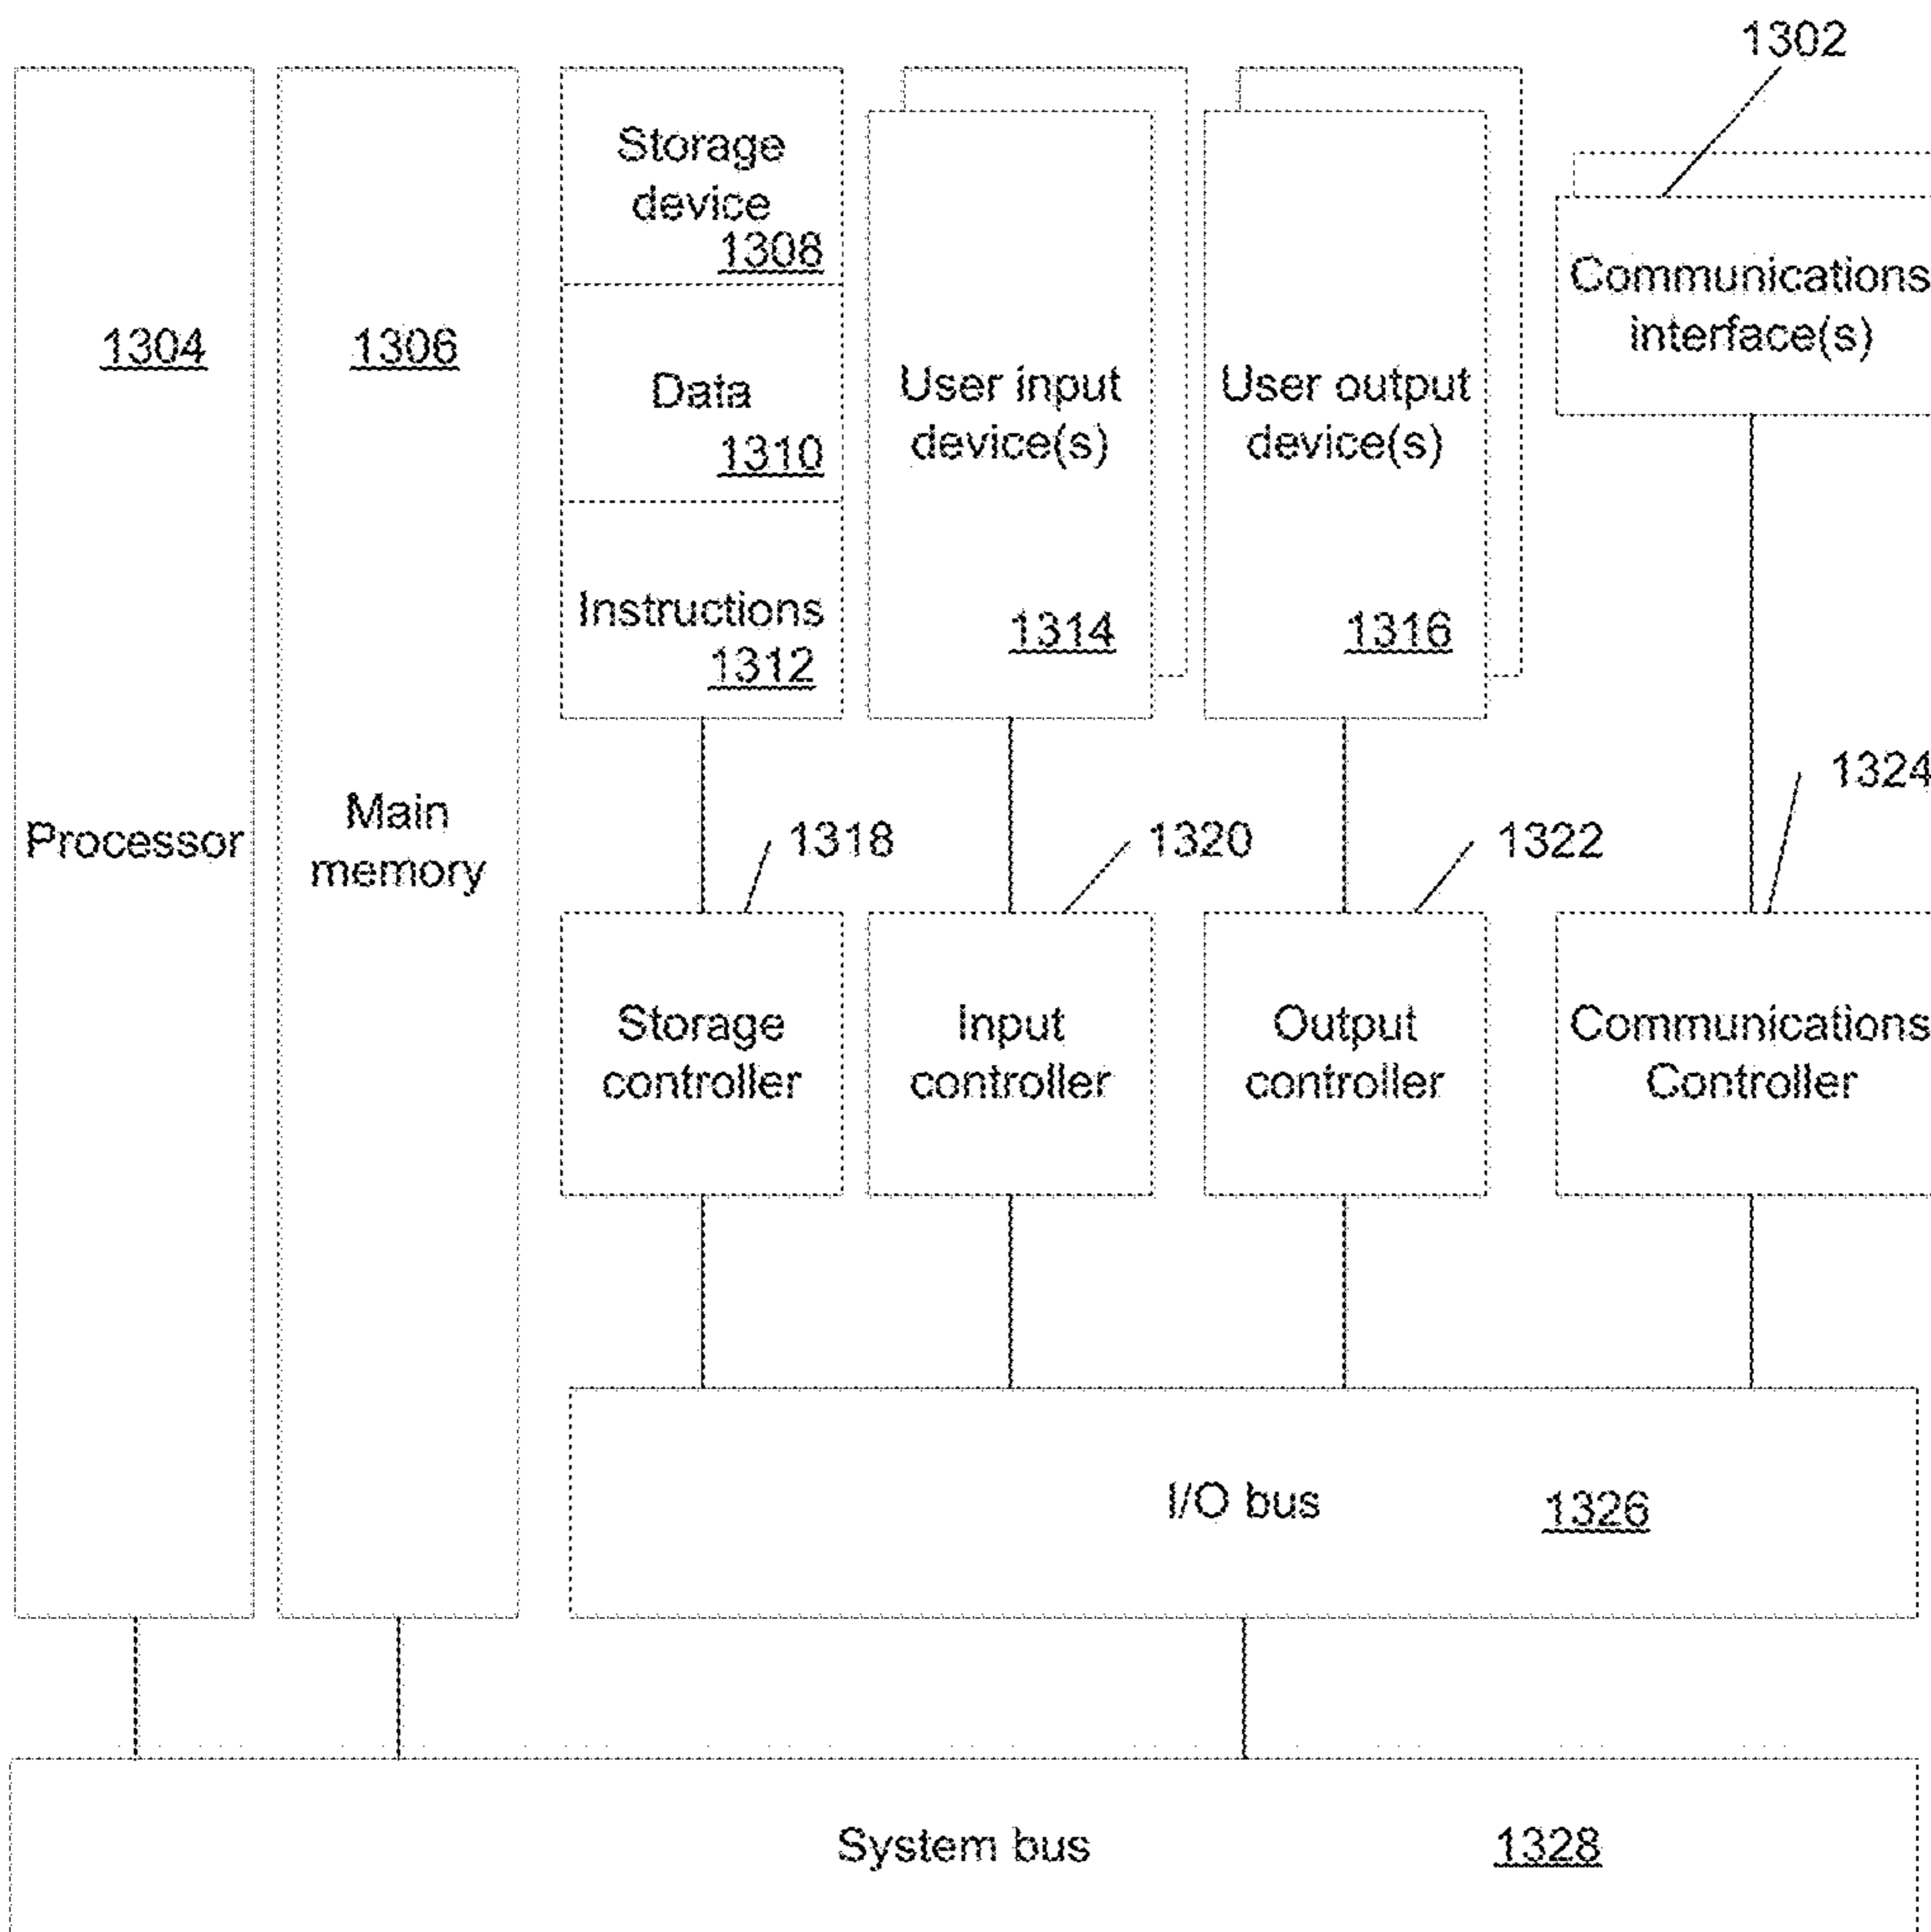 1302
Storage
device
1308
1304
1306
Data
1310
User input
device(s)
User output
device(s)
Communications
interface(s)
Instructions
1312
1314
1316
Processor
Main
memory
1318
1320
1322
1324
Storage
controller
Input
controller
Output
controller
Communications
Controller
I/O bus
1326
System bus
1328